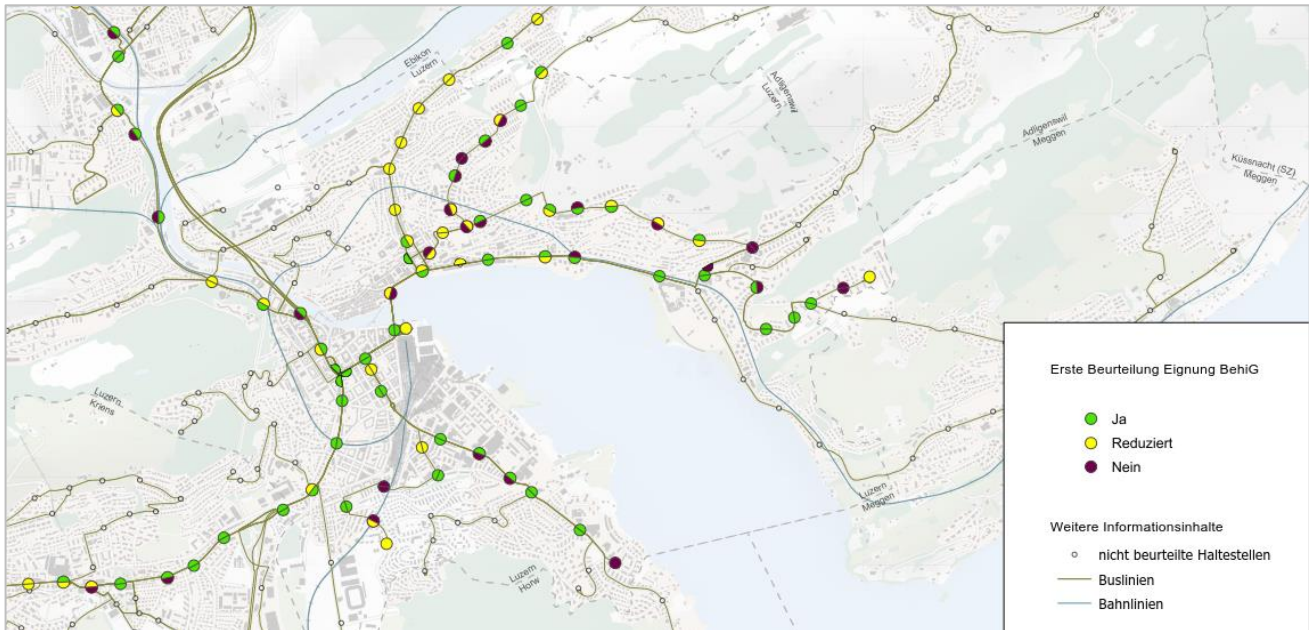 Ebikon
Luzern
Adligenswil
Luzern
Adligenswil
Meggen
Küssnacht (SZ)
Meggen
Luzern
Kriens
Luzern
Meggen
Luzern
Horw
Erste Beurteilung Eignung BehiG
Ja
Reduziert
Nein
Weitere Informationsinhalte
nicht beurteilte Haltestellen
Buslinien
Bahnlinien